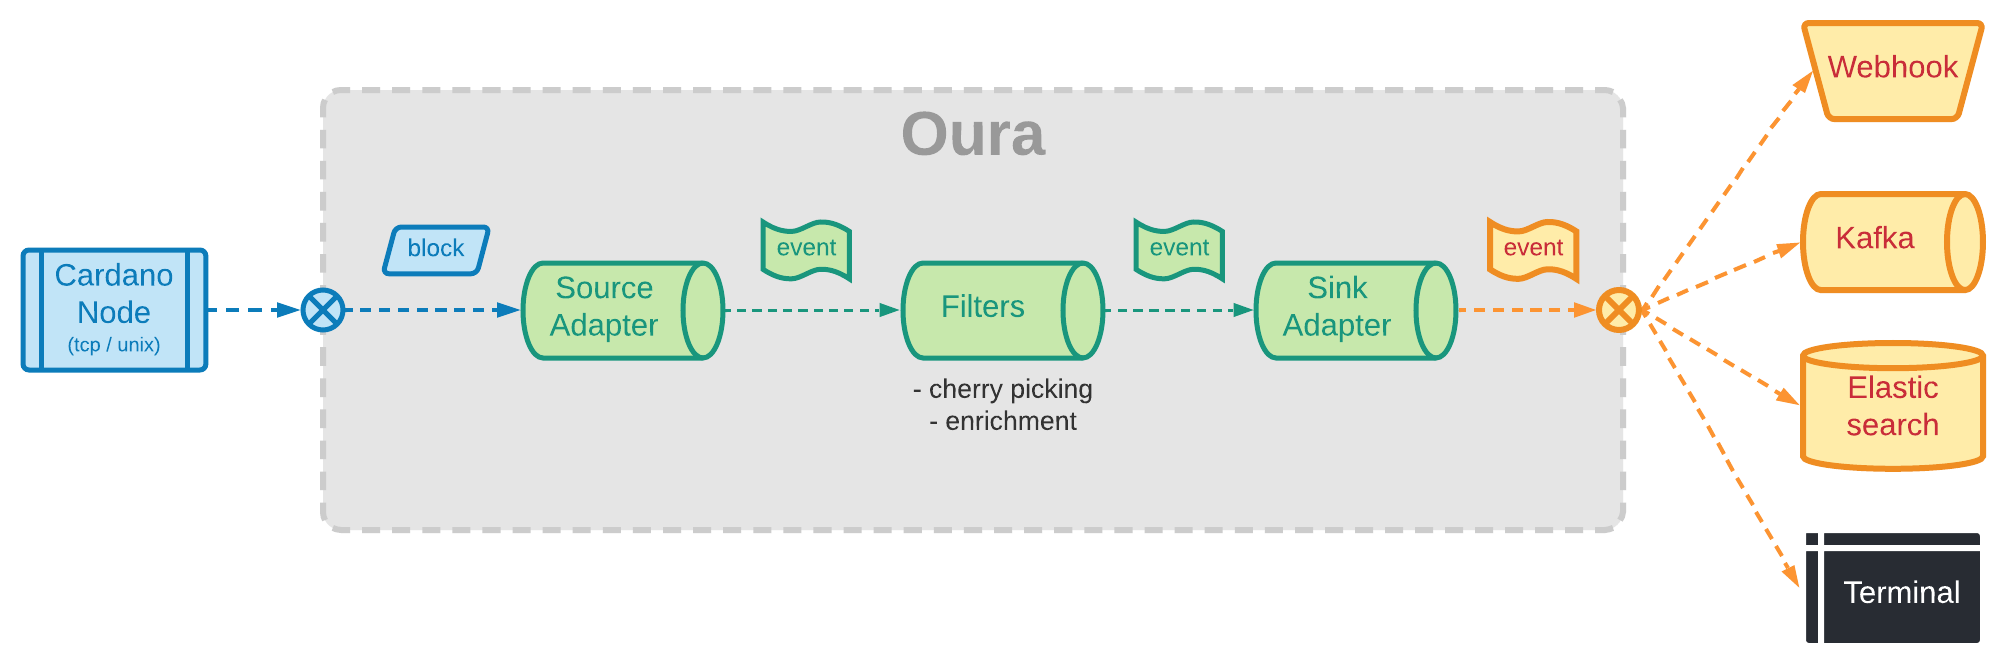 Oura
Cardano
Node
(tcp / unix)
block
Source
Adapter
event
Filters
- cherry picking
- enrichment
event
Sink
Adapter
event
Webhook
Kafka
Elastic
search
Terminal